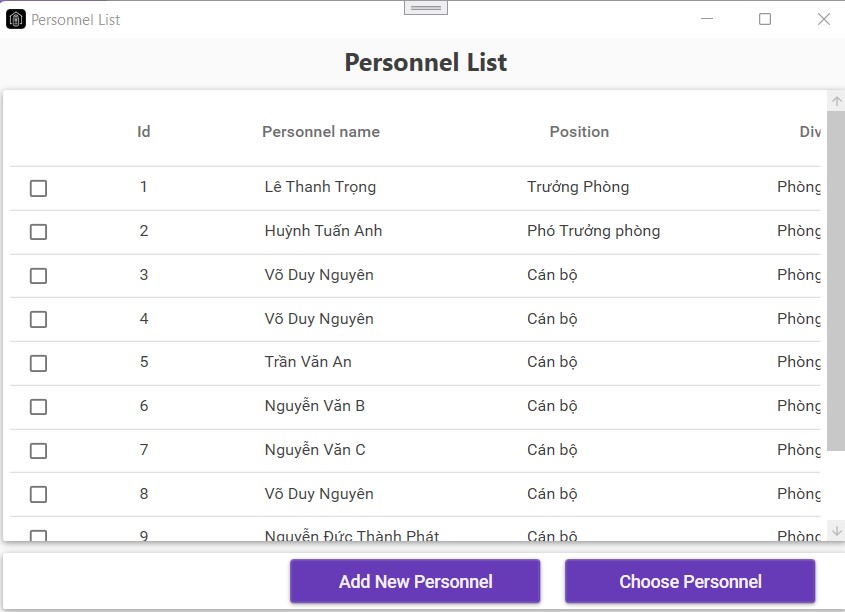 Personnel List
Personnel List
Id Personnel name Position Div
1 Lê Thanh Trọng Trưởng Phòng Phòng
2 Huỳnh Tuấn Anh Phó Trưởng phòng Phòng
3 Võ Duy Nguyên Cán bộ Phòng
4 Võ Duy Nguyên Cán bộ Phòng
5 Trần Văn An Cán bộ Phòng
6 Nguyễn Văn B Cán bộ Phòng
7 Nguyễn Văn C Cán bộ Phòng
8 Võ Duy Nguyên Cán bộ Phòng
9 Nguyễn Đức Thành Phát Cán bộ Phòng
Add New Personnel Choose Personnel